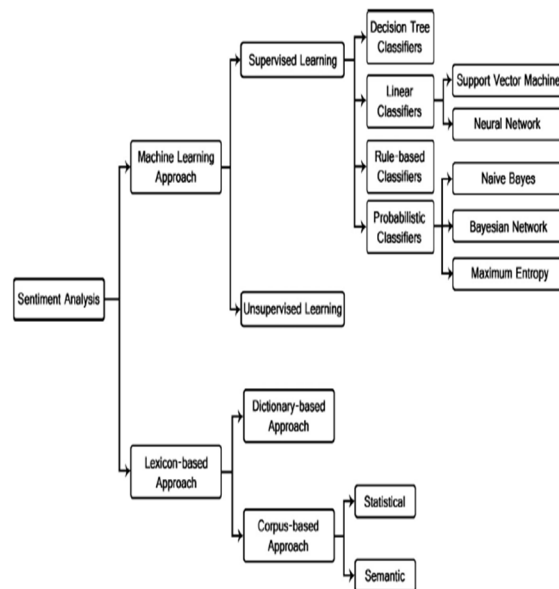 Decision Tree
Classifiers
Supervised Learning
Linear
Classifiers
Support Vector Machine
Neural Network
Machine Learning
Approach
Rule-based
Classifiers
Naive Bayes
Probabilistic
Classifiers
Bayesian Network
Maximum Entropy
Sentiment Analysis
Unsupervised Learning
Dictionary-based
Approach
Lexicon-based
Approach
Statistical
Corpus-based
Approach
Semantic